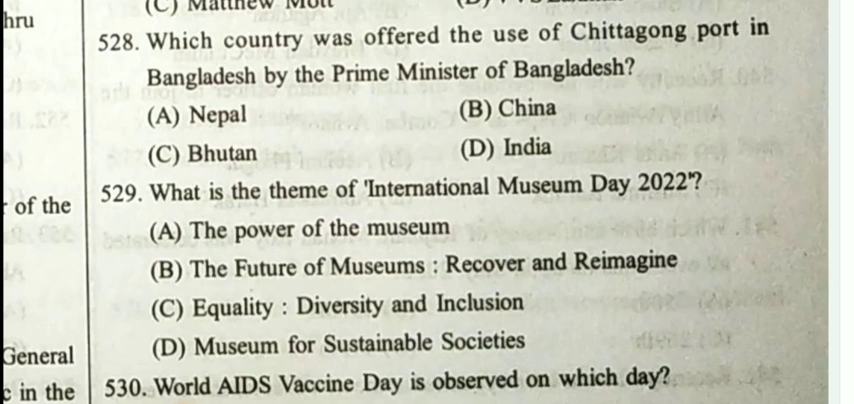 hru
of the
General
c in the
(C) Matthew Mott
528. Which country was offered the use of Chittagong port in
Bangladesh by the Prime Minister of Bangladesh?
(A) Nepal (B) China
(C) Bhutan (D) India
529. What is the theme of 'International Museum Day 2022'?
(A) The power of the museum
(B) The Future of Museums : Recover and Reimagine
(C) Equality : Diversity and Inclusion
(D) Museum for Sustainable Societies
530. World AIDS Vaccine Day is observed on which day?